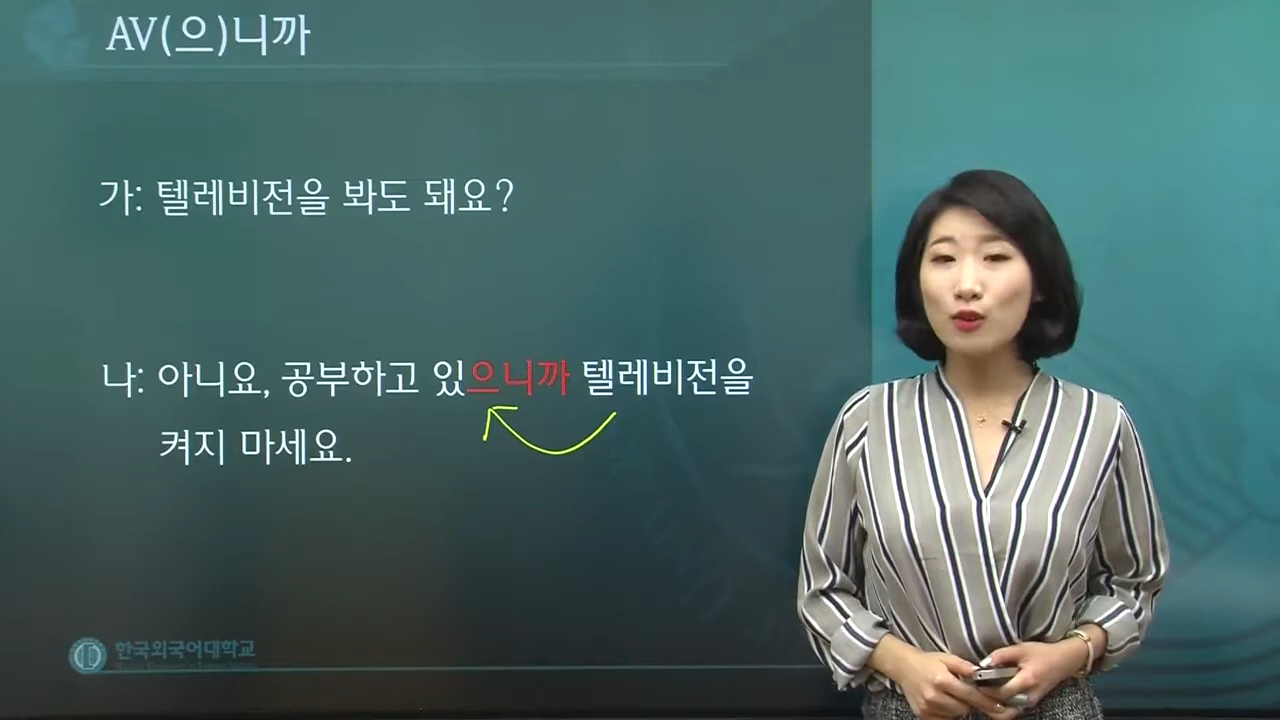 AV(으)니까
가: 텔레비전을 봐도 돼요?
나: 아니요, 공부하고 있으니까 텔레비전을
켜지 마세요.
한국외국어대학교